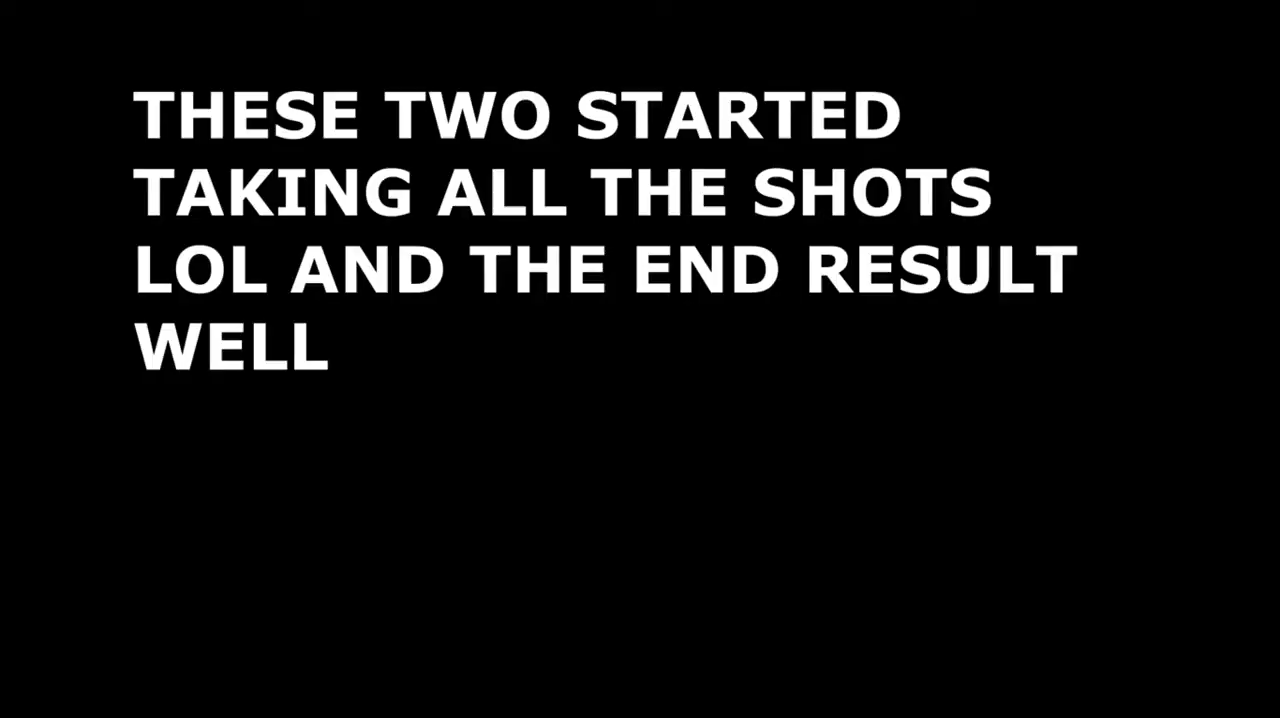 THESE TWO STARTED
TAKING ALL THE SHOTS
LOL AND THE END RESULT
WELL